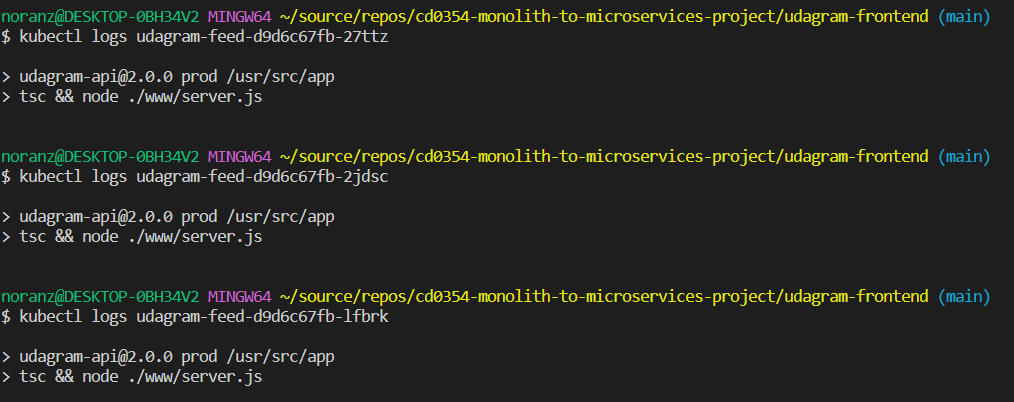 noranz@DESKTOP-0BH34V2 MINGW64 ~/source/repos/cd0354-monolith-to-microservices-project/udagram-frontend (main)
$ kubectl logs udagram-feed-d9d6c67fb-27ttz
> udagram-api@2.0.0 prod /usr/src/app
> tsc && node ./www/server.js
noranz@DESKTOP-0BH34V2 MINGW64 ~/source/repos/cd0354-monolith-to-microservices-project/udagram-frontend (main)
$ kubectl logs udagram-feed-d9d6c67fb-2jdsc
> udagram-api@2.0.0 prod /usr/src/app
> tsc && node ./www/server.js
noranz@DESKTOP-0BH34V2 MINGW64 ~/source/repos/cd0354-monolith-to-microservices-project/udagram-frontend (main)
$ kubectl logs udagram-feed-d9d6c67fb-lfbrk
> udagram-api@2.0.0 prod /usr/src/app
> tsc && node ./www/server.js